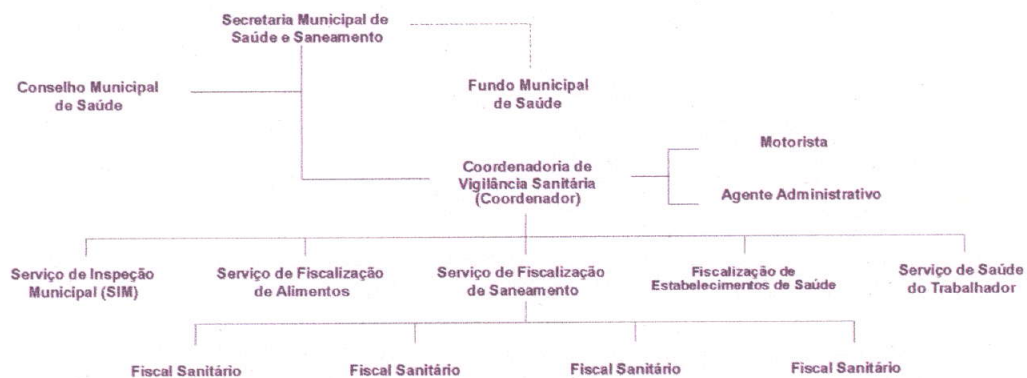 Secretaria Municipal de
Saúde e Saneamento
Conselho Municipal
de Saúde
Fundo Municipal
de Saúde
Motorista
Coordenadoria de
Vigilância Sanitária
(Coordenador)
Agente Administrativo
Serviço de Inspeção
Municipal (SIM)
Serviço de Fiscalização
de Alimentos
Serviço de Fiscalização
de Saneamento
Fiscalização de
Estabelecimentos de Saúde
Serviço de Saúde
do Trabalhador
Fiscal Sanitário
Fiscal Sanitário
Fiscal Sanitário
Fiscal Sanitário